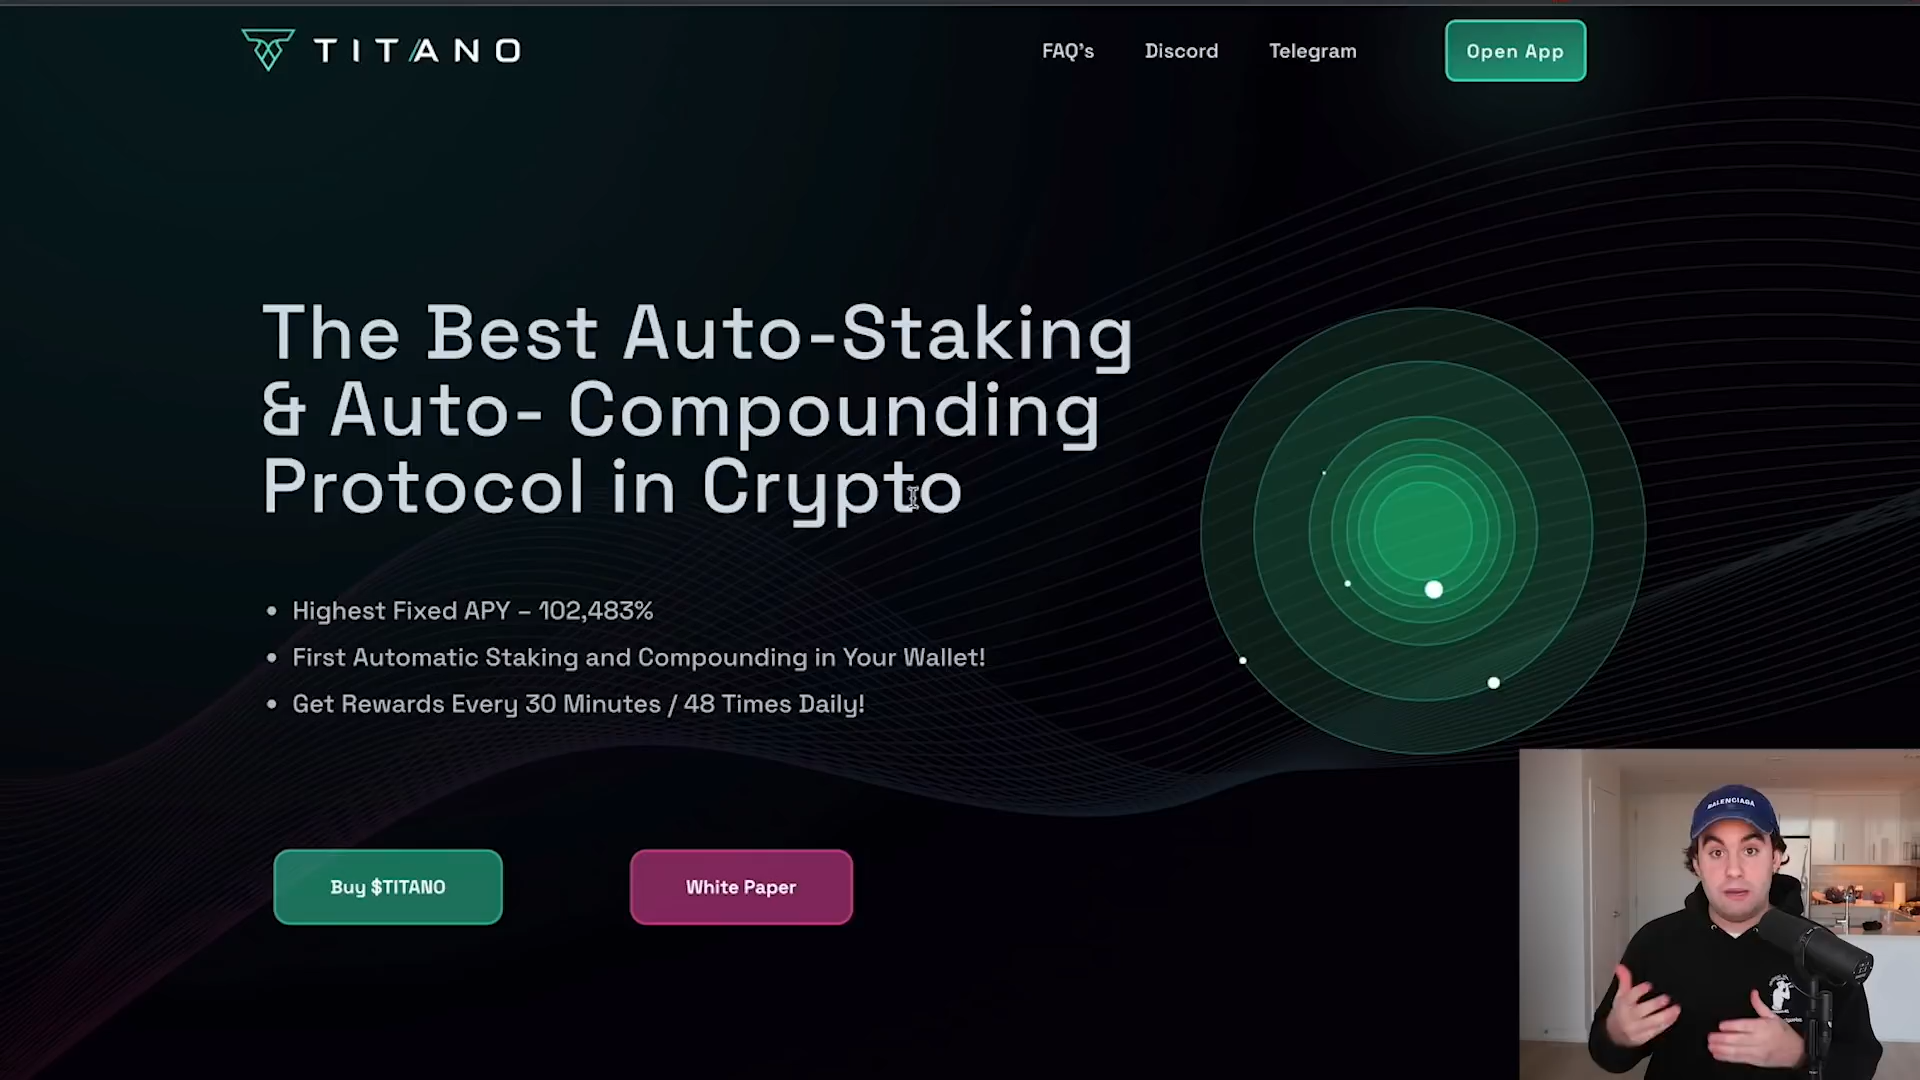 TITANO
FAQ's
Discord
Telegram
Open App
The Best Auto-Staking
& Auto- Compounding
Protocol in Crypto
• Highest Fixed APY – 102,483%
• First Automatic Staking and Compounding in Your Wallet!
• Get Rewards Every 30 Minutes / 48 Times Daily!
Buy $TITANO
White Paper
BALENCIAGA